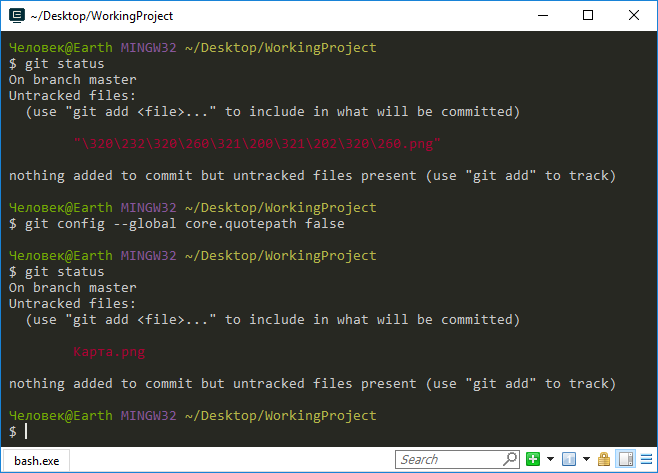 ~/Desktop/WorkingProject
Человек@Earth MINGW32 ~/Desktop/WorkingProject
$ git status
On branch master
Untracked files:
  (use "git add <file>..." to include in what will be committed)
        "\320\232\320\260\321\200\321\202\320\260.png"
nothing added to commit but untracked files present (use "git add" to track)
Человек@Earth MINGW32 ~/Desktop/WorkingProject
$ git config --global core.quotepath false
Человек@Earth MINGW32 ~/Desktop/WorkingProject
$ git status
On branch master
Untracked files:
  (use "git add <file>..." to include in what will be committed)
        Карта.png
nothing added to commit but untracked files present (use "git add" to track)
Человек@Earth MINGW32 ~/Desktop/WorkingProject
$
bash.exe
Search